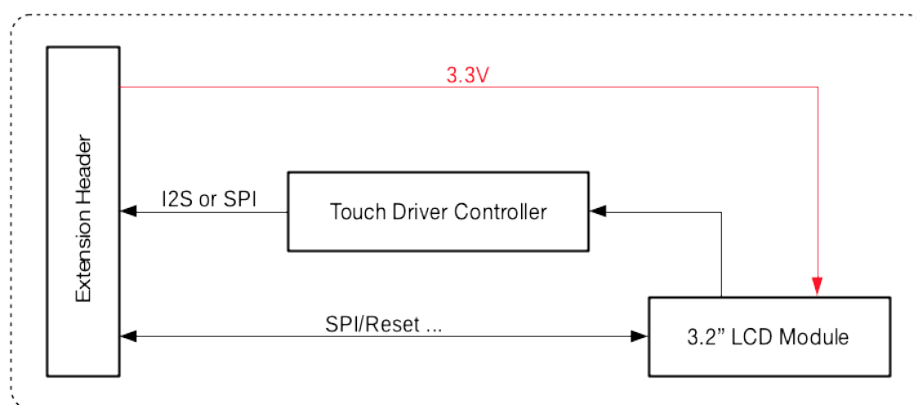 3.3V
Extension Header
I2S or SPI
Touch Driver Controller
SPI/Reset ...
3.2” LCD Module